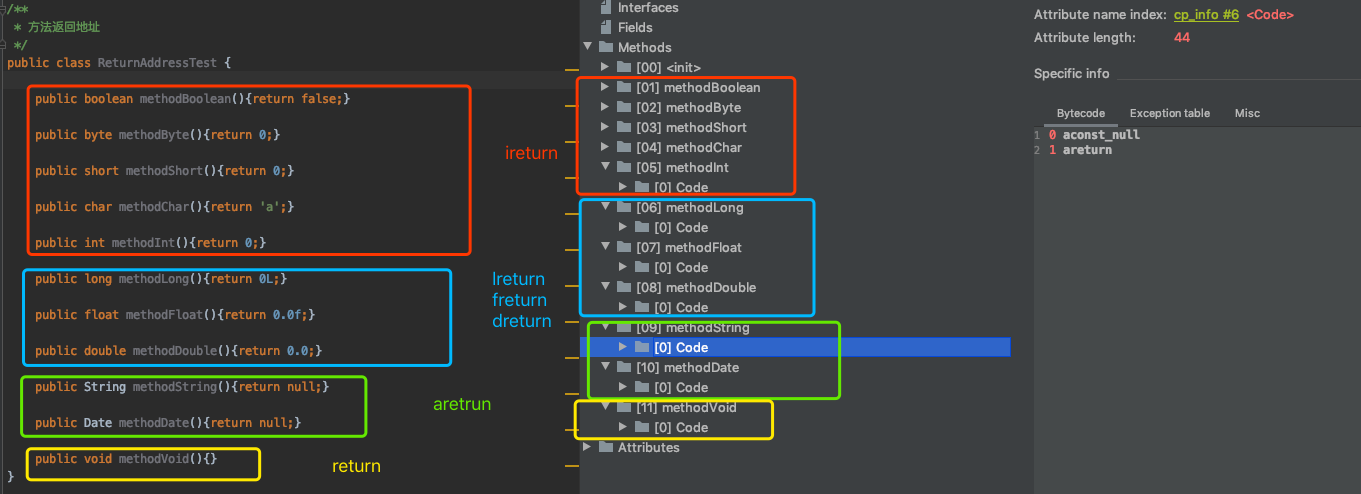 /**
* 方法返回地址
*/
public class ReturnAddressTest {
public boolean methodBoolean(){return false;}
public byte methodByte(){return 0;}
public short methodShort(){return 0;}
public char methodChar(){return 'a';}
public int methodInt(){return 0;}
public long methodLong(){return 0L;}
public float methodFloat(){return 0.0f;}
public double methodDouble(){return 0.0;}
public String methodString(){return null;}
public Date methodDate(){return null;}
public void methodVoid(){}
}
ireturn
lreturn
freturn
dreturn
aretrun
return
Interfaces
Fields
Methods
[00] <init>
[01] methodBoolean
[02] methodByte
[03] methodShort
[04] methodChar
[05] methodInt
[0] Code
[06] methodLong
[0] Code
[07] methodFloat
[0] Code
[08] methodDouble
[0] Code
[09] methodString
[0] Code
[10] methodDate
[0] Code
[11] methodVoid
[0] Code
Attributes
Attribute name index: cp_info #6 <Code>
Attribute length: 44
Specific info
Bytecode Exception table Misc
1 0 aconst_null
2 1 areturn